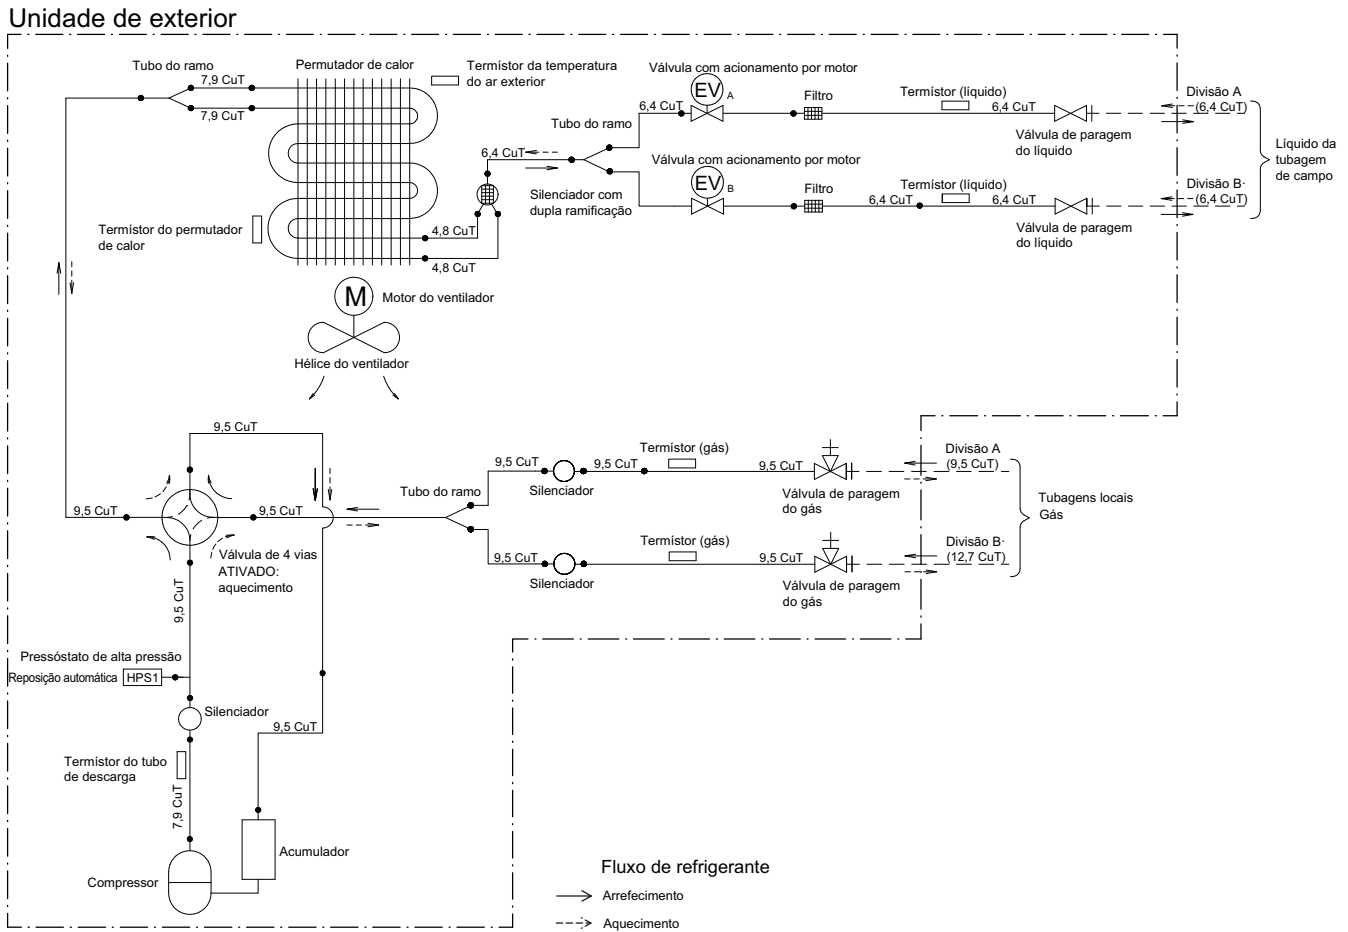 Unidade de exterior
Tubo do ramo
7,9 CuT
7,9 CuT
Permutador de calor
Termístor da temperatura
do ar exterior
Válvula com acionamento por motor
EV
A
6,4 CuT
Filtro
Termístor (líquido)
6,4 CuT
Válvula de paragem
do líquido
Divisão A
(6,4 CuT)
Tubo do ramo
6,4 CuT
Silenciador com
dupla ramificação
Válvula com acionamento por motor
EV
B
Filtro
6,4 CuT
Termístor (líquido)
6,4 CuT
Válvula de paragem
do líquido
Divisão B·
(6,4 CuT)
Líquido da
tubagem
de campo
Termístor do permutador
de calor
4,8 CuT
4,8 CuT
M
Motor do ventilador
Hélice do ventilador
9,5 CuT
9,5 CuT
9,5 CuT
Válvula de 4 vias
ATIVADO:
aquecimento
Tubo do ramo
9,5 CuT
Silenciador
9,5 CuT
Termístor (gás)
9,5 CuT
Válvula de paragem
do gás
Divisão A
(9,5 CuT)
9,5 CuT
Silenciador
Termístor (gás)
9,5 CuT
Válvula de paragem
do gás
Divisão B·
(12,7 CuT)
Tubagens locais
Gás
9,5 CuT
Pressóstato de alta pressão
Reposição automática
HPS1
Silenciador
9,5 CuT
Termístor do tubo
de descarga
7,9 CuT
Acumulador
Compressor
Fluxo de refrigerante
Arrefecimento
Aquecimento